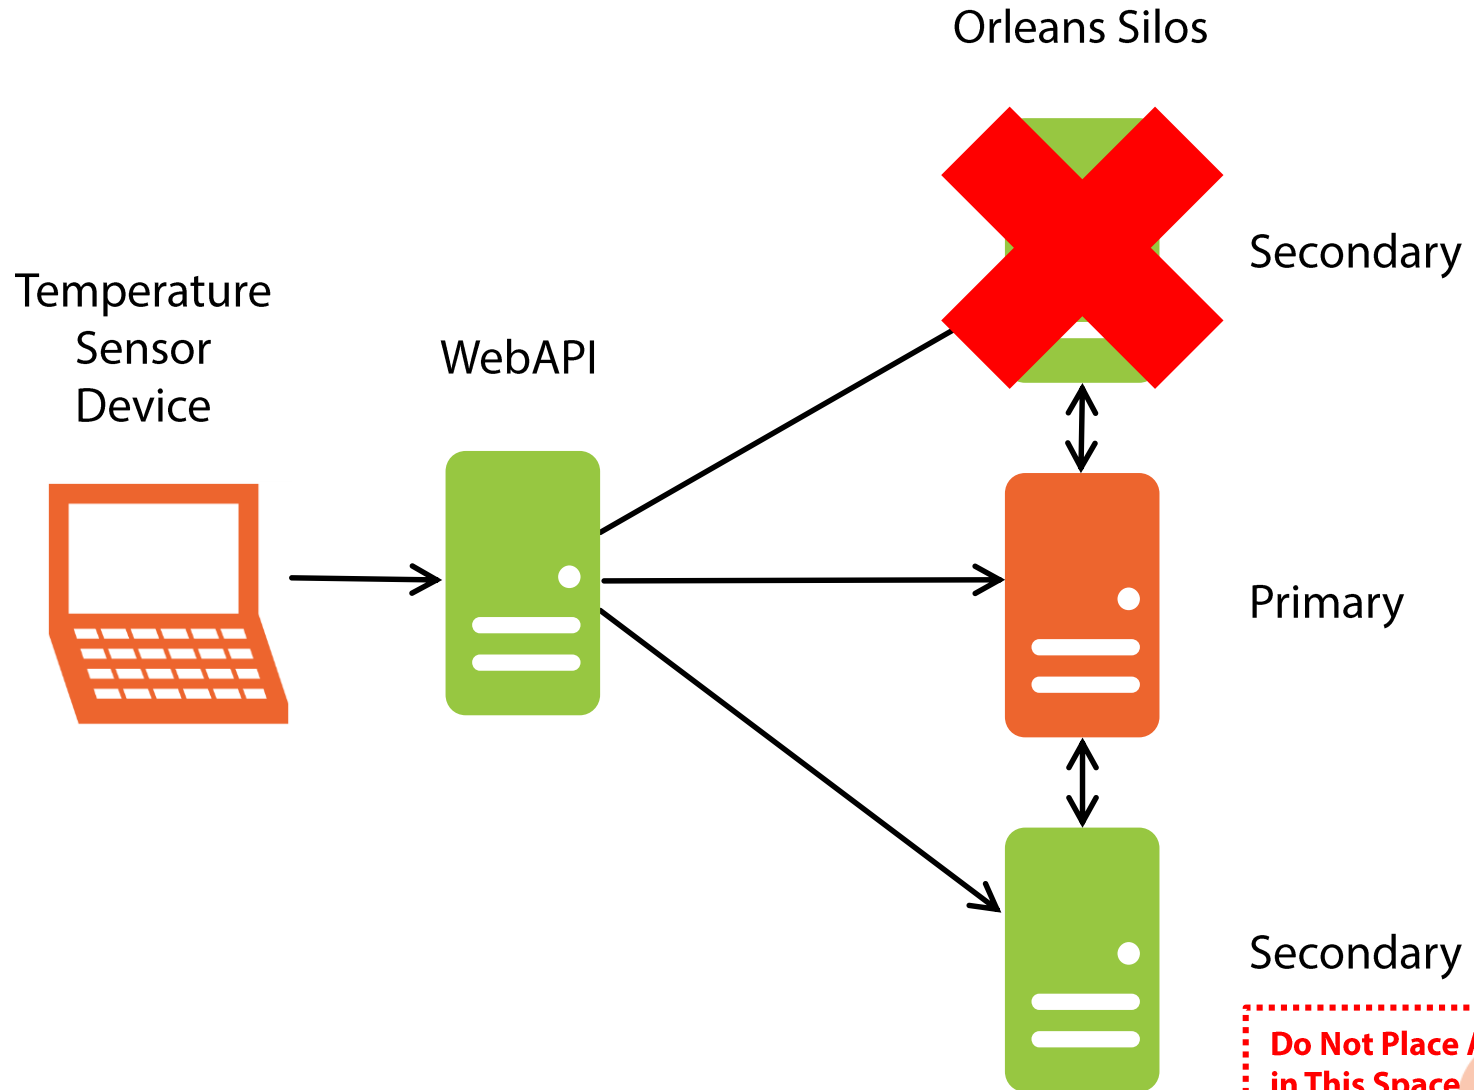 Orleans Silos
Secondary
Temperature
Sensor
Device
WebAPI
Primary
Secondary
Do Not Place
in This Space